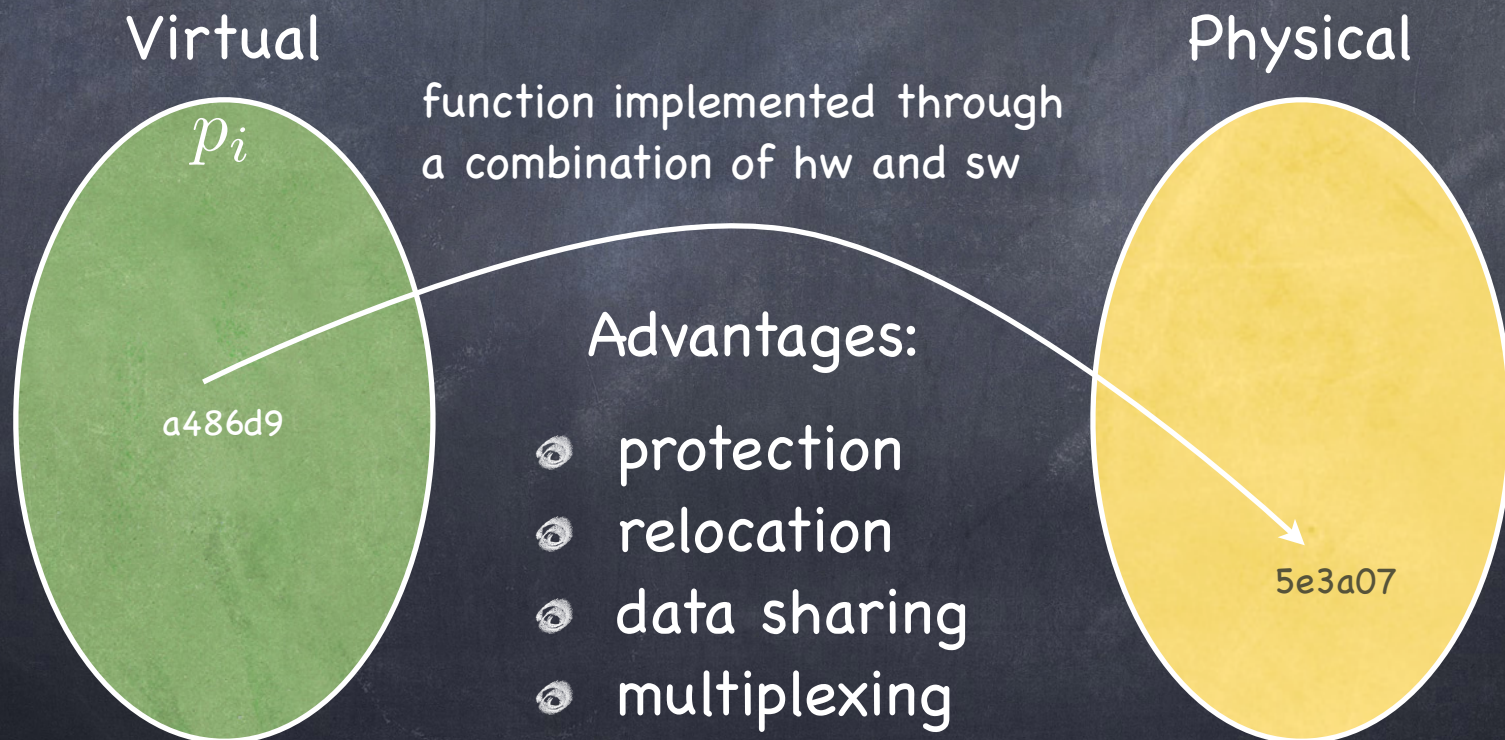 Virtual
Physical
function implemented through
a combination of hw and sw
p_i
a486d9
Advantages:
protection
relocation
data sharing
multiplexing
5e3a07